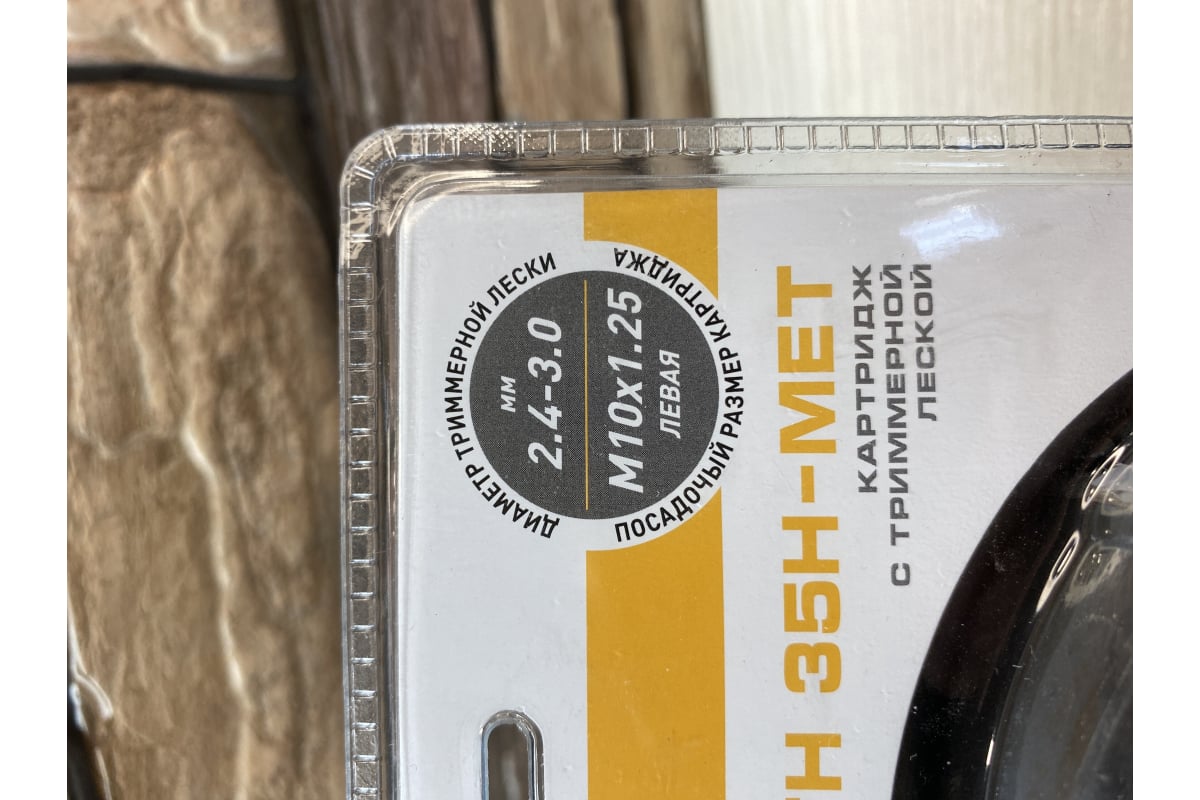 ДИАМЕТР ТРИММЕРНОЙ ЛЕСКИ
мм
2.4-3.0
М10х1.25
ЛЕВАЯ
ПОСАДОЧЫЙ РАЗМЕР КАРТРИДЖА
ТН 35Н-МЕТ
КАРТРИДЖ
С ТРИММЕРНОЙ
ЛЕСКОЙ